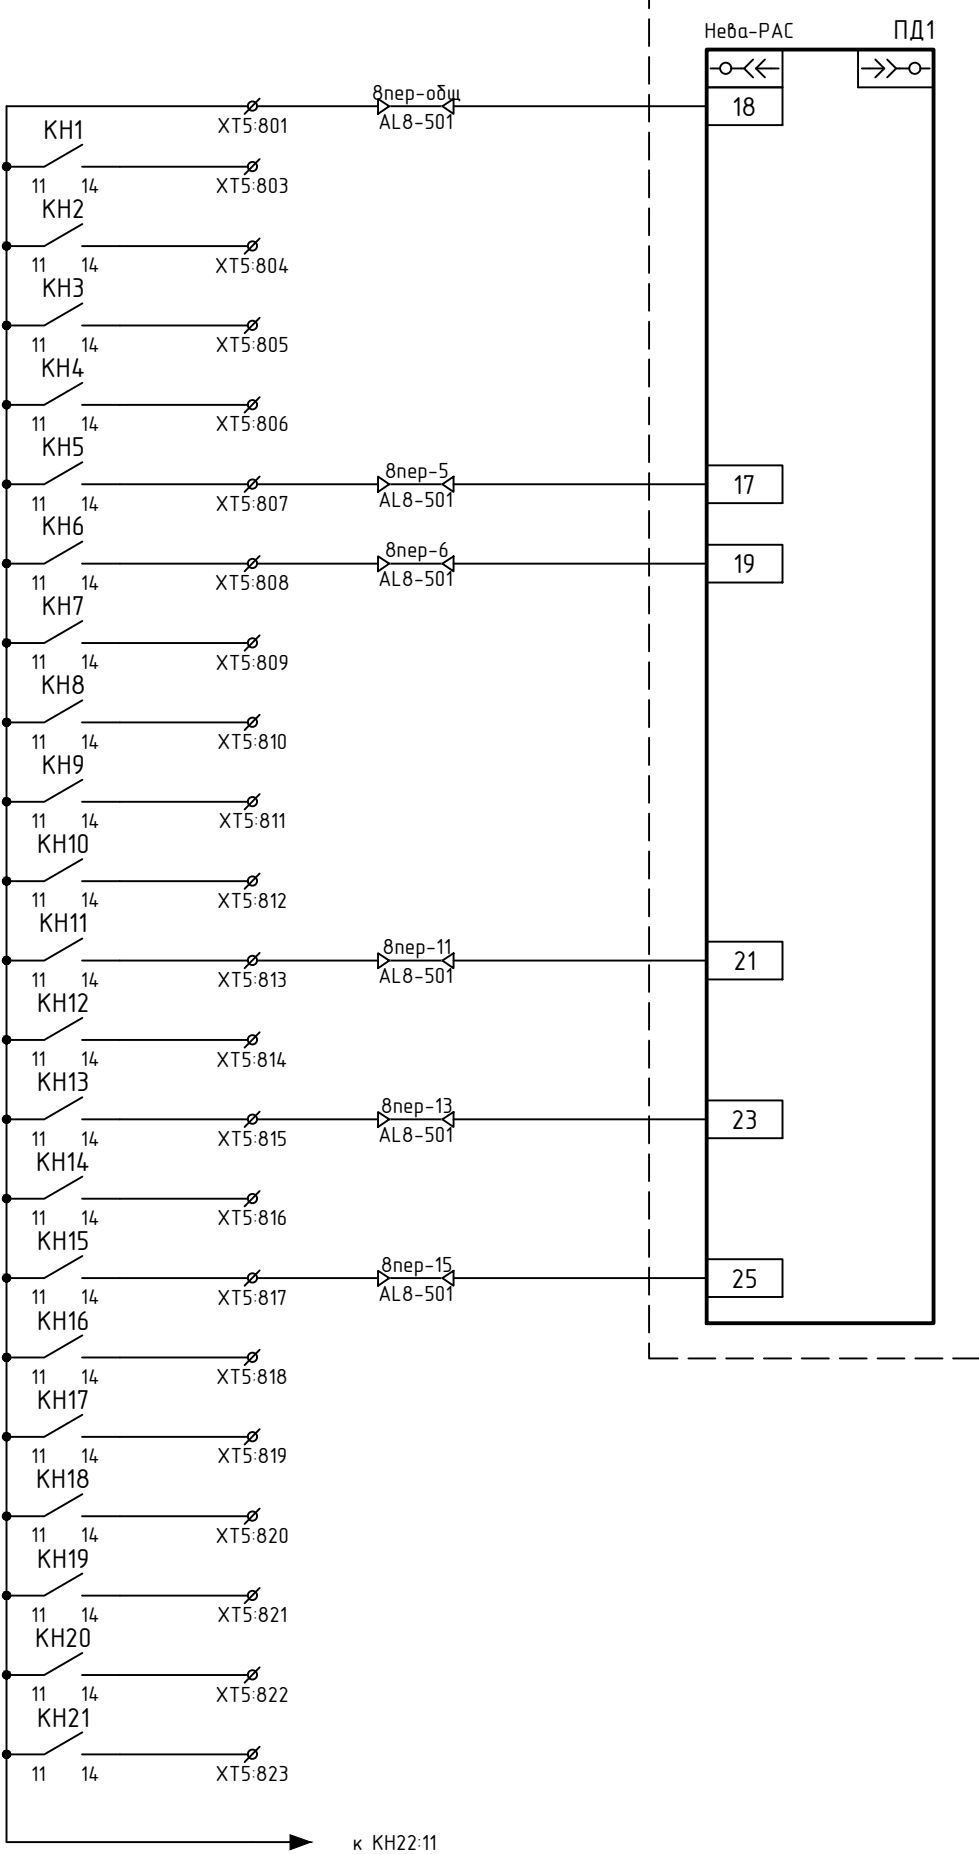 Нева-РАС ПД1
8пер-общ
18
XT5:801 AL8-501
KH1
11 14 XT5:803
KH2
11 14 XT5:804
KH3
11 14 XT5:805
KH4
11 14 XT5:806
KH5
8пер-5
17
11 14 XT5:807 AL8-501
KH6
8пер-6
19
11 14 XT5:808 AL8-501
KH7
11 14 XT5:809
KH8
11 14 XT5:810
KH9
11 14 XT5:811
KH10
11 14 XT5:812
KH11
8пер-11
21
11 14 XT5:813 AL8-501
KH12
11 14 XT5:814
KH13
8пер-13
23
11 14 XT5:815 AL8-501
KH14
11 14 XT5:816
KH15
8пер-15
25
11 14 XT5:817 AL8-501
KH16
11 14 XT5:818
KH17
11 14 XT5:819
KH18
11 14 XT5:820
KH19
11 14 XT5:821
KH20
11 14 XT5:822
KH21
11 14 XT5:823
к KH22:11